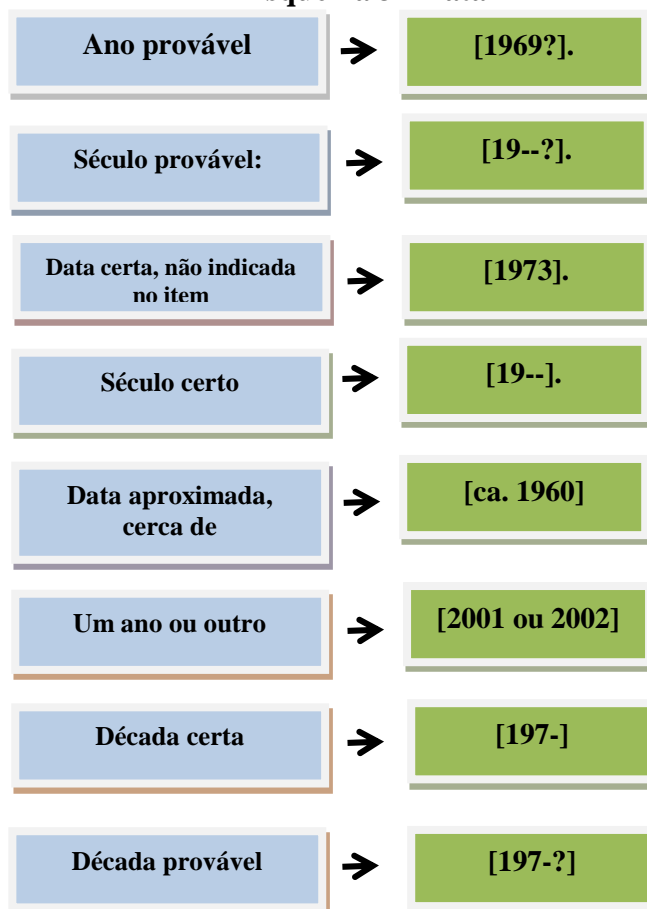 Ano provável
[1969?].
Século provável:
[19--?].
Data certa, não indicada
no item
[1973].
Século certo
[19--].
Data aproximada,
cerca de
[ca. 1960]
Um ano ou outro
[2001 ou 2002]
Década certa
[197-]
Década provável
[197-?]